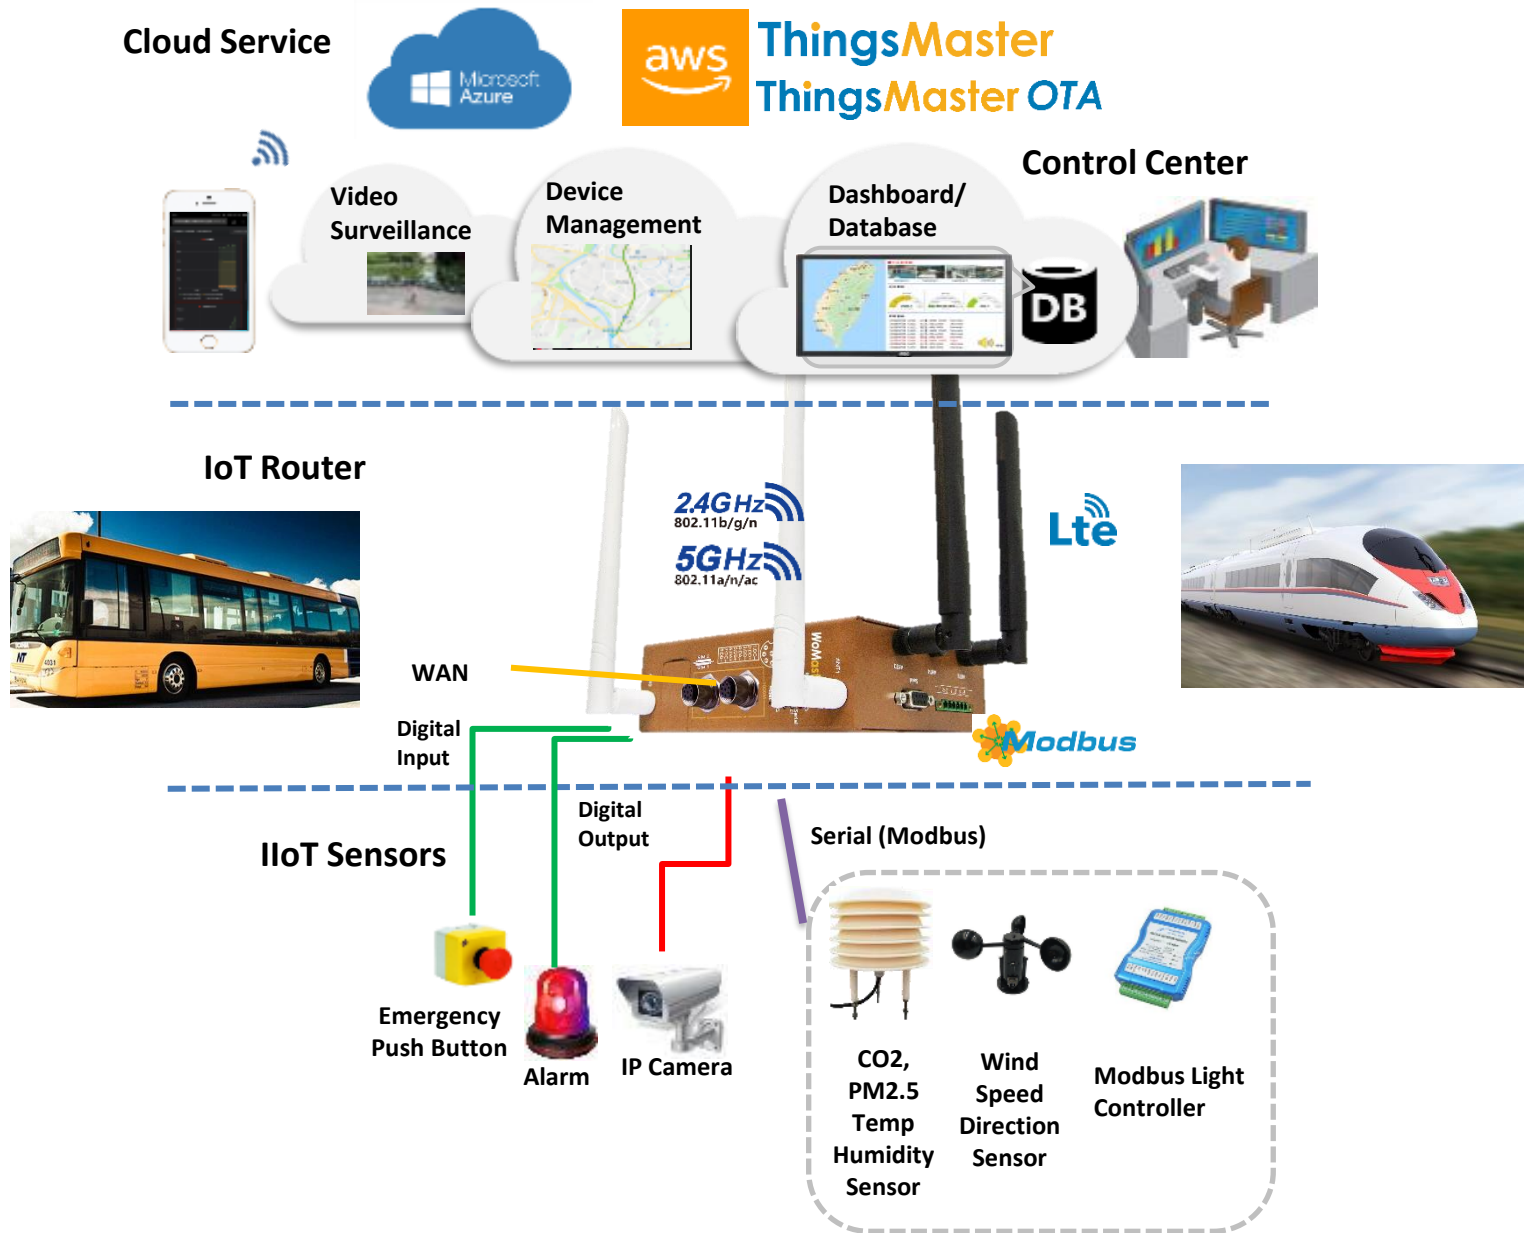 Cloud Service
Microsoft
Azure
aws
ThingsMaster
ThingsMaster OTA
Control Center
Video
Surveillance
Device
Management
Dashboard/
Database
DB
IoT Router
2.4GHz
802.11b/g/n
5GHz
802.11a/n/ac
Lte
NT
4031
WoMaster
WAN
Digital
Input
Modbus
Digital
Output
Serial (Modbus)
IIoT Sensors
Emergency
Push Button
Alarm
IP Camera
CO2,
PM2.5
Temp
Humidity
Sensor
Wind
Speed
Direction
Sensor
Modbus Light
Controller